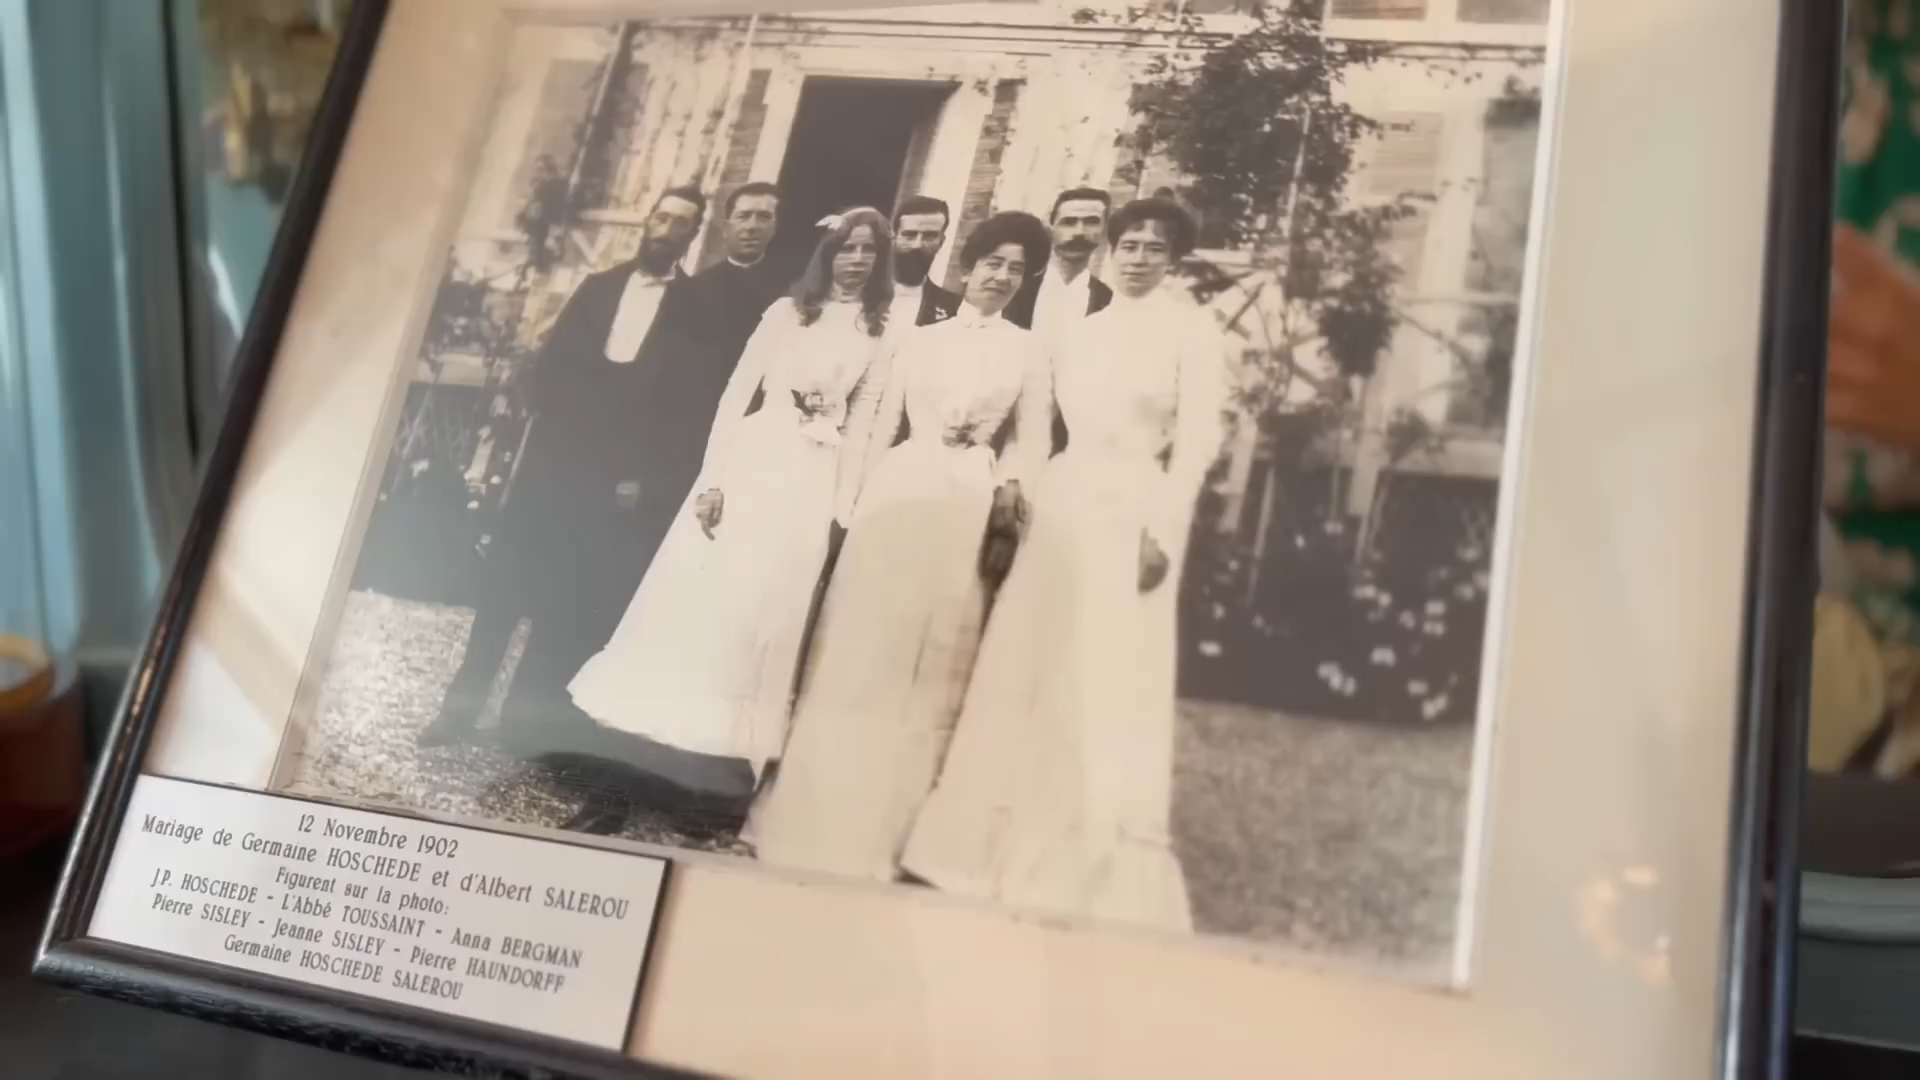 12 Novembre 1902
Mariage de Germaine HOSCHEDE et d'Albert SALEROU
Figurent sur la photo:
J.P. HOSCHEDE - L'Abbé TOUSSAINT - Anna BERGMAN
Pierre SISLEY - Jeanne SISLEY - Pierre HAUNDORFF
Germaine HOSCHEDE SALEROU